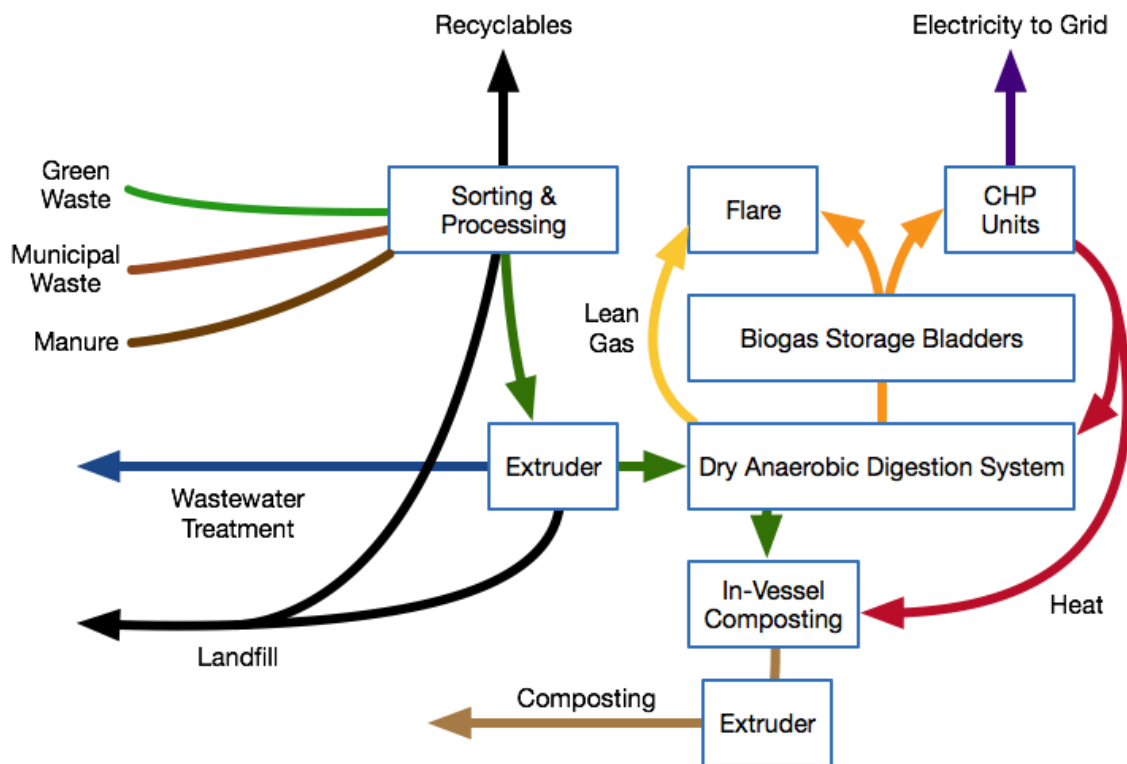 Recyclables
Electricity to Grid
Green
Waste
Sorting &
Processing
Flare
CHP
Units
Municipal
Waste
Manure
Lean
Gas
Biogas Storage Bladders
Extruder
Dry Anaerobic Digestion System
Wastewater
Treatment
In-Vessel
Composting
Heat
Landfill
Composting
Extruder